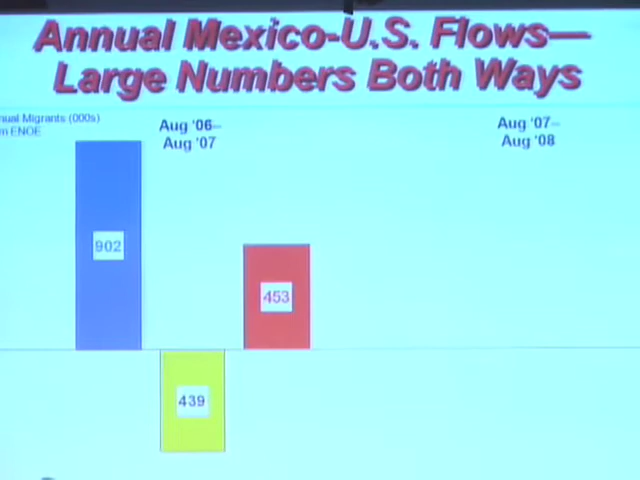 Annual Mexico-U.S. Flows—
Large Numbers Both Ways
nual Migrants (000s)
m ENOE
Aug '06–
Aug '07
Aug '07–
Aug '08
902
453
439